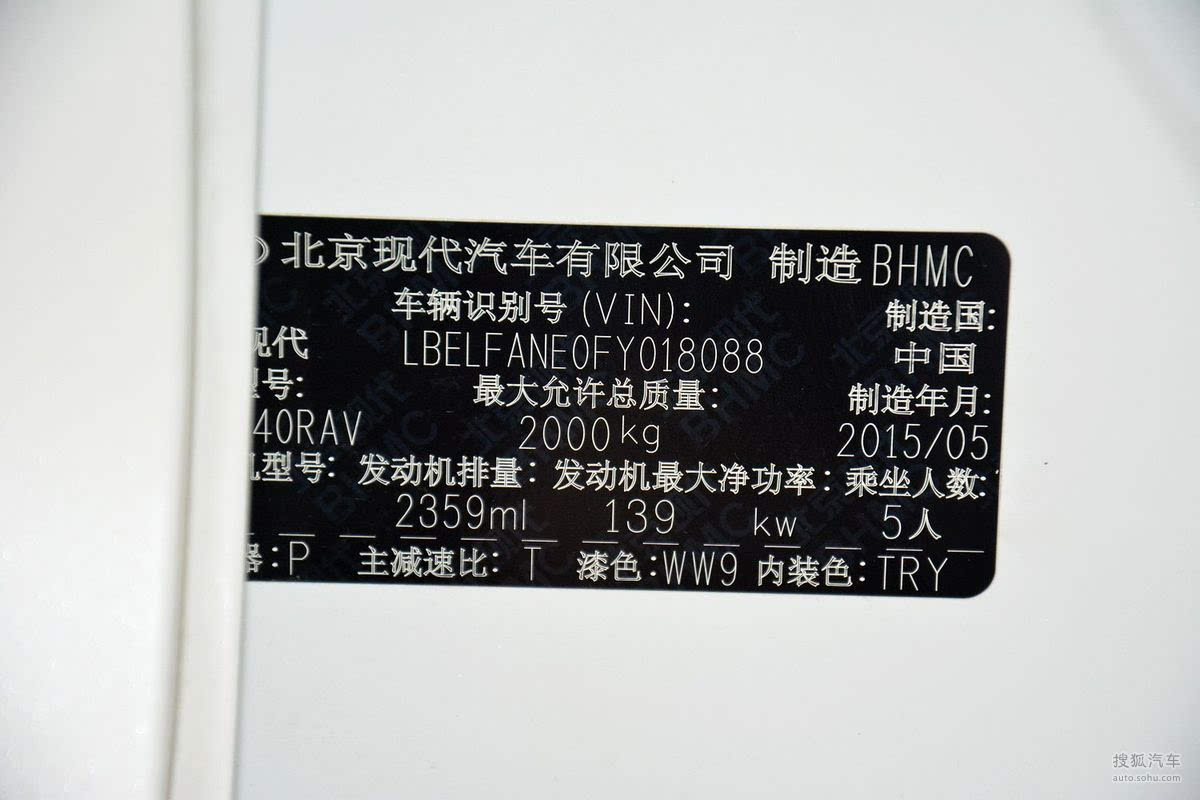 北京现代汽车有限公司 制造 BHMC
车辆识别号 (VIN): 制造国:
现代 LBELFANE0FY018088 中国
型号: 最大允许总质量: 制造年月:
40RAV 2000kg 2015/05
机型号: 发动机排量: 发动机最大净功率: 乘坐人数:
2359ml 139 kw 5人
器:P 主减速比: T 漆色:WW9 内装色:TRY
搜狐汽车
auto.sohu.com